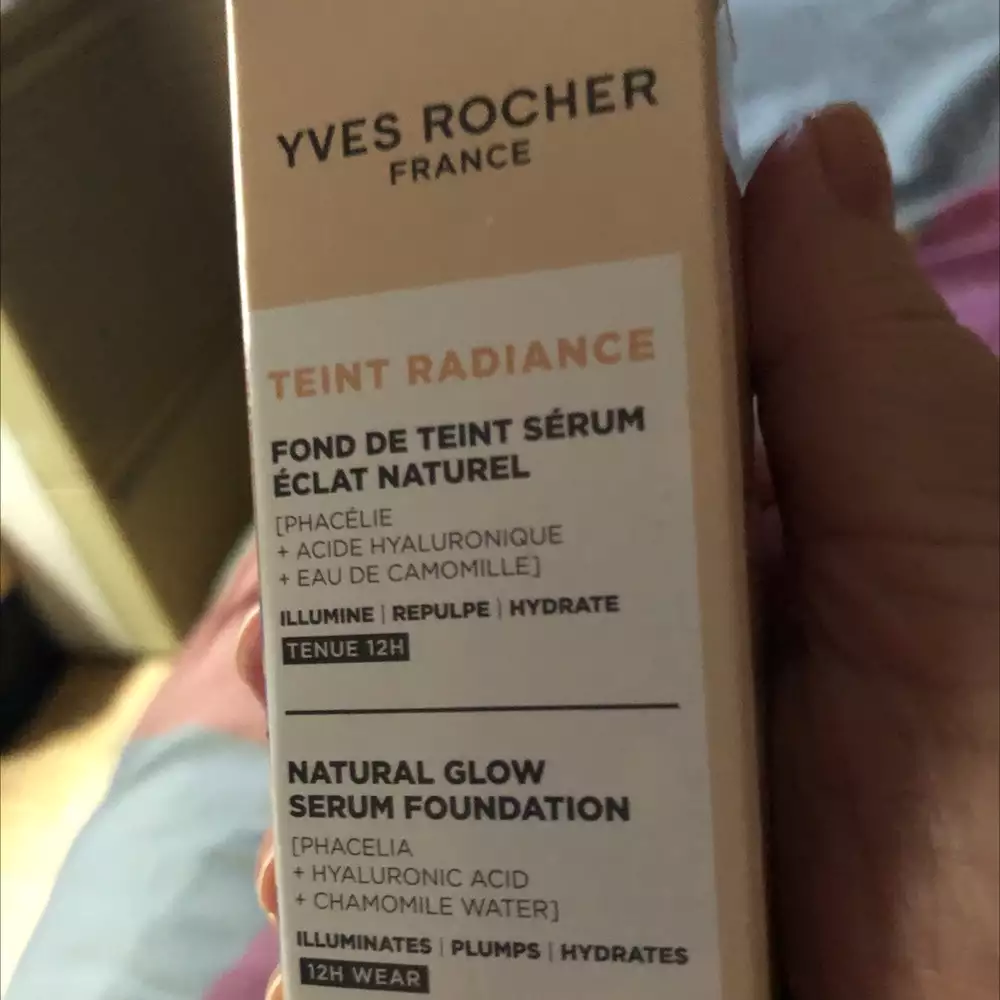 YVES ROCHER
FRANCE
TEINT RADIANCE
FOND DE TEINT SÉRUM
ÉCLAT NATUREL
[PHACÉLIE
+ ACIDE HYALURONIQUE
+ EAU DE CAMOMILLE]
ILLUMINE | REPULPE | HYDRATE
TENUE 12H
NATURAL GLOW
SERUM FOUNDATION
[PHACELIA
+ HYALURONIC ACID
+ CHAMOMILE WATER]
ILLUMINATES | PLUMPS | HYDRATES
12H WEAR